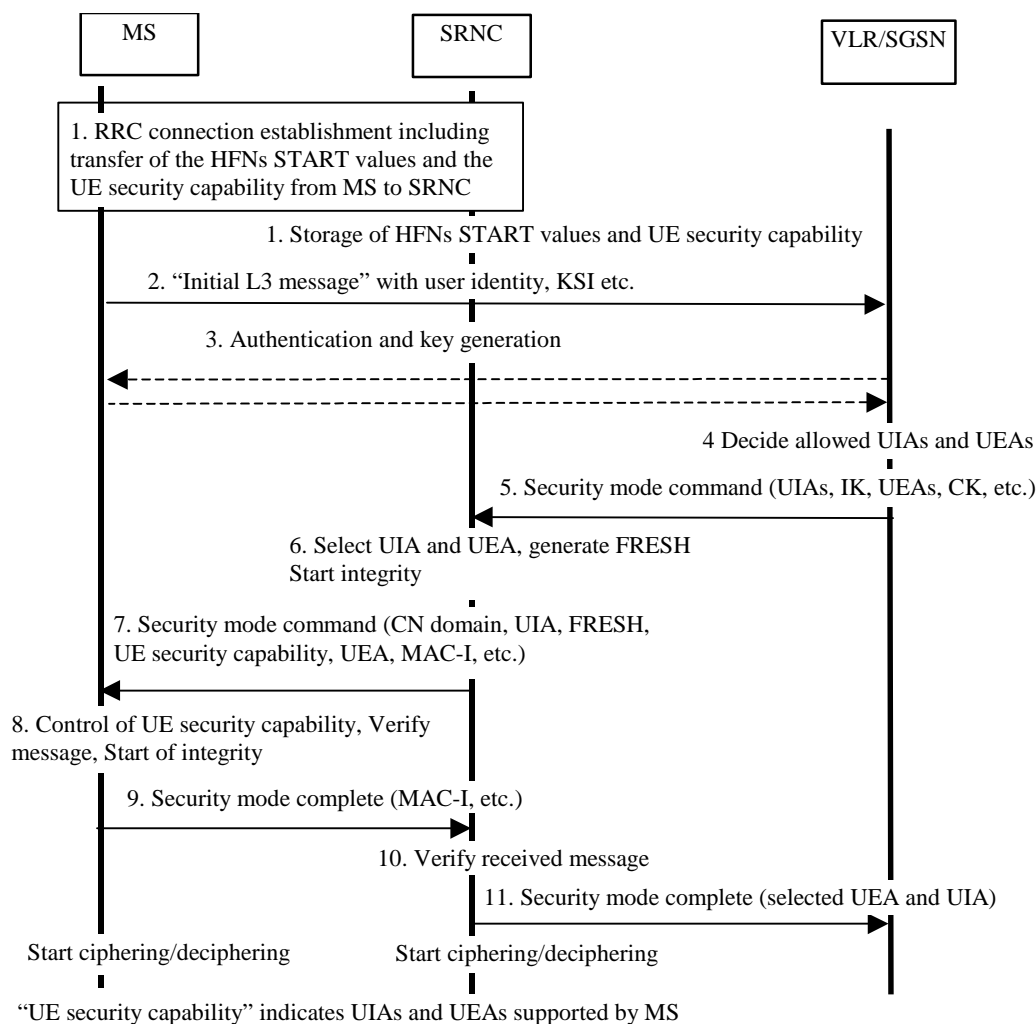 MS
SRNC
VLR/SGSN
1. RRC connection establishment including
transfer of the HFNs START values and the
UE security capability from MS to SRNC
1. Storage of HFNs START values and UE security capability
2. “Initial L3 message” with user identity, KSI etc.
3. Authentication and key generation
4 Decide allowed UIAs and UEAs
5. Security mode command (UIAs, IK, UEAs, CK, etc.)
6. Select UIA and UEA, generate FRESH
Start integrity
7. Security mode command (CN domain, UIA, FRESH,
UE security capability, UEA, MAC-I, etc.)
8. Control of UE security capability, Verify
message, Start of integrity
9. Security mode complete (MAC-I, etc.)
10. Verify received message
11. Security mode complete (selected UEA and UIA)
Start ciphering/deciphering
Start ciphering/deciphering
“UE security capability” indicates UIAs and UEAs supported by MS